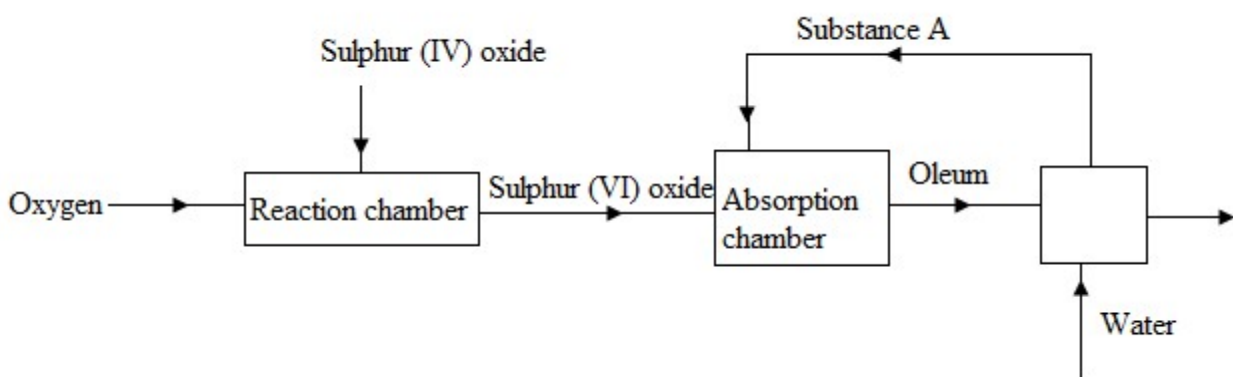 Substance A
Sulphur (IV) oxide
Oxygen
Reaction chamber
Sulphur (VI) oxide
Absorption
chamber
Oleum
Water